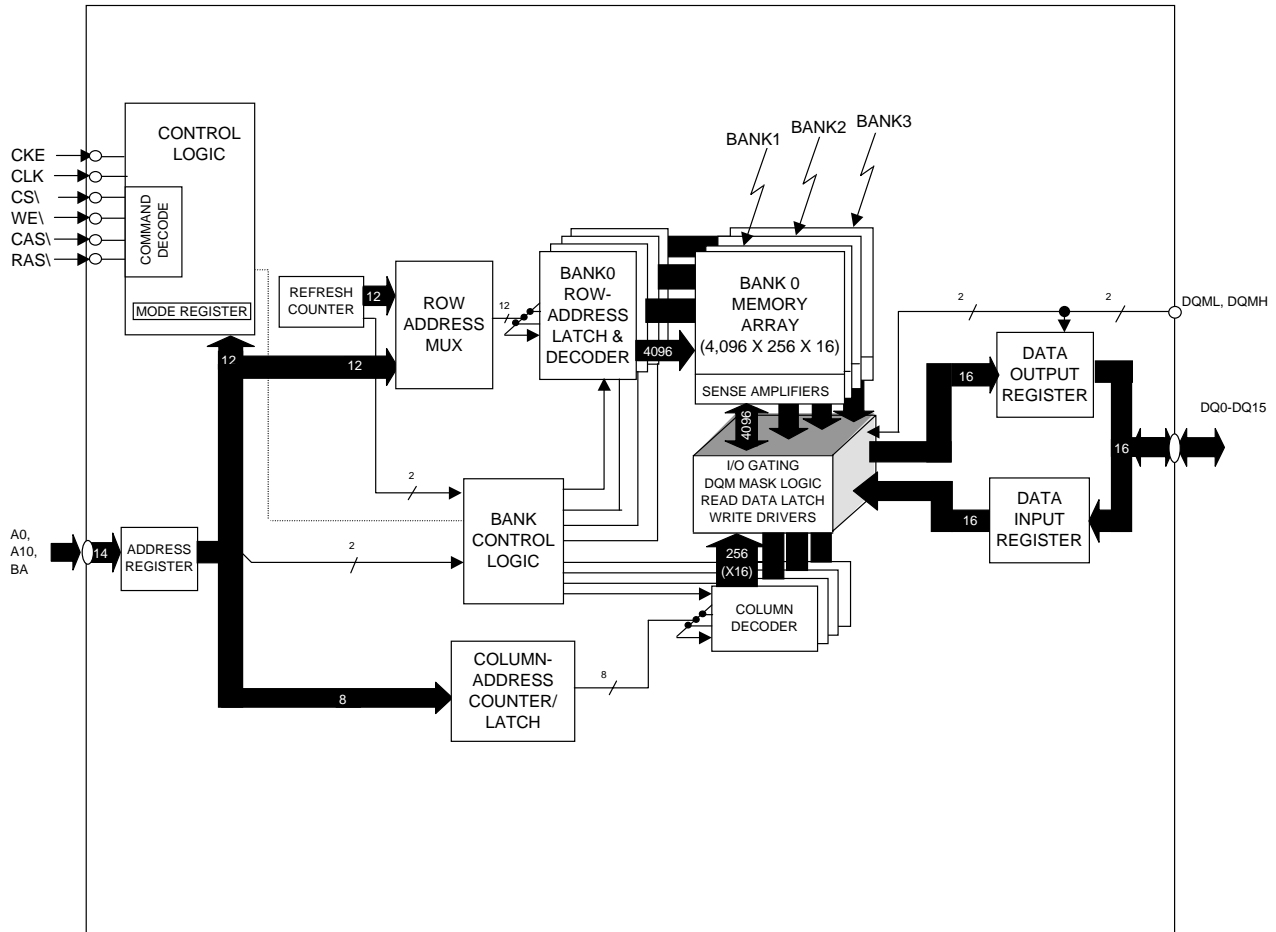 BANK1
BANK2
BANK3
CONTROL
LOGIC
CKE
CLK
CS\
WE\
CAS\
RAS\
COMMAND
DECODE
MODE REGISTER
REFRESH
COUNTER
12
ROW
ADDRESS
MUX
12
BANK0
ROW-
ADDRESS
LATCH &
DECODER
4096
BANK 0
MEMORY
ARRAY
(4,096 X 256 X 16)
SENSE AMPLIFIERS
4096
2
2
DQML, DQMH
12
12
DATA
OUTPUT
REGISTER
16
16
DQ0-DQ15
I/O GATING
DQM MASK LOGIC
READ DATA LATCH
WRITE DRIVERS
16
DATA
INPUT
REGISTER
2
BANK
CONTROL
LOGIC
A0,
A10,
BA
14
ADDRESS
REGISTER
2
256
(X16)
COLUMN
DECODER
COLUMN-
ADDRESS
COUNTER/
LATCH
8
8